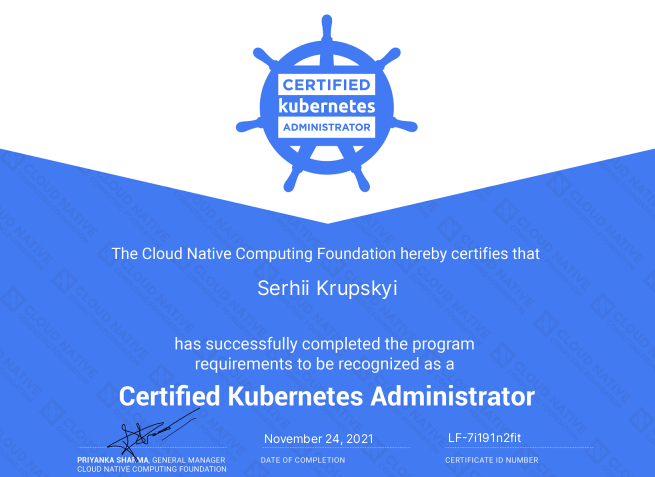 CERTIFIED
kubernetes
ADMINISTRATOR
The Cloud Native Computing Foundation hereby certifies that
Serhii Krupskyi
has successfully completed the program
requirements to be recognized as a
Certified Kubernetes Administrator
November 24, 2021
LF-7i191n2fit
PRIYANKA SHARMA, GENERAL MANAGER
CLOUD NATIVE COMPUTING FOUNDATION
DATE OF COMPLETION
CERTIFICATE ID NUMBER